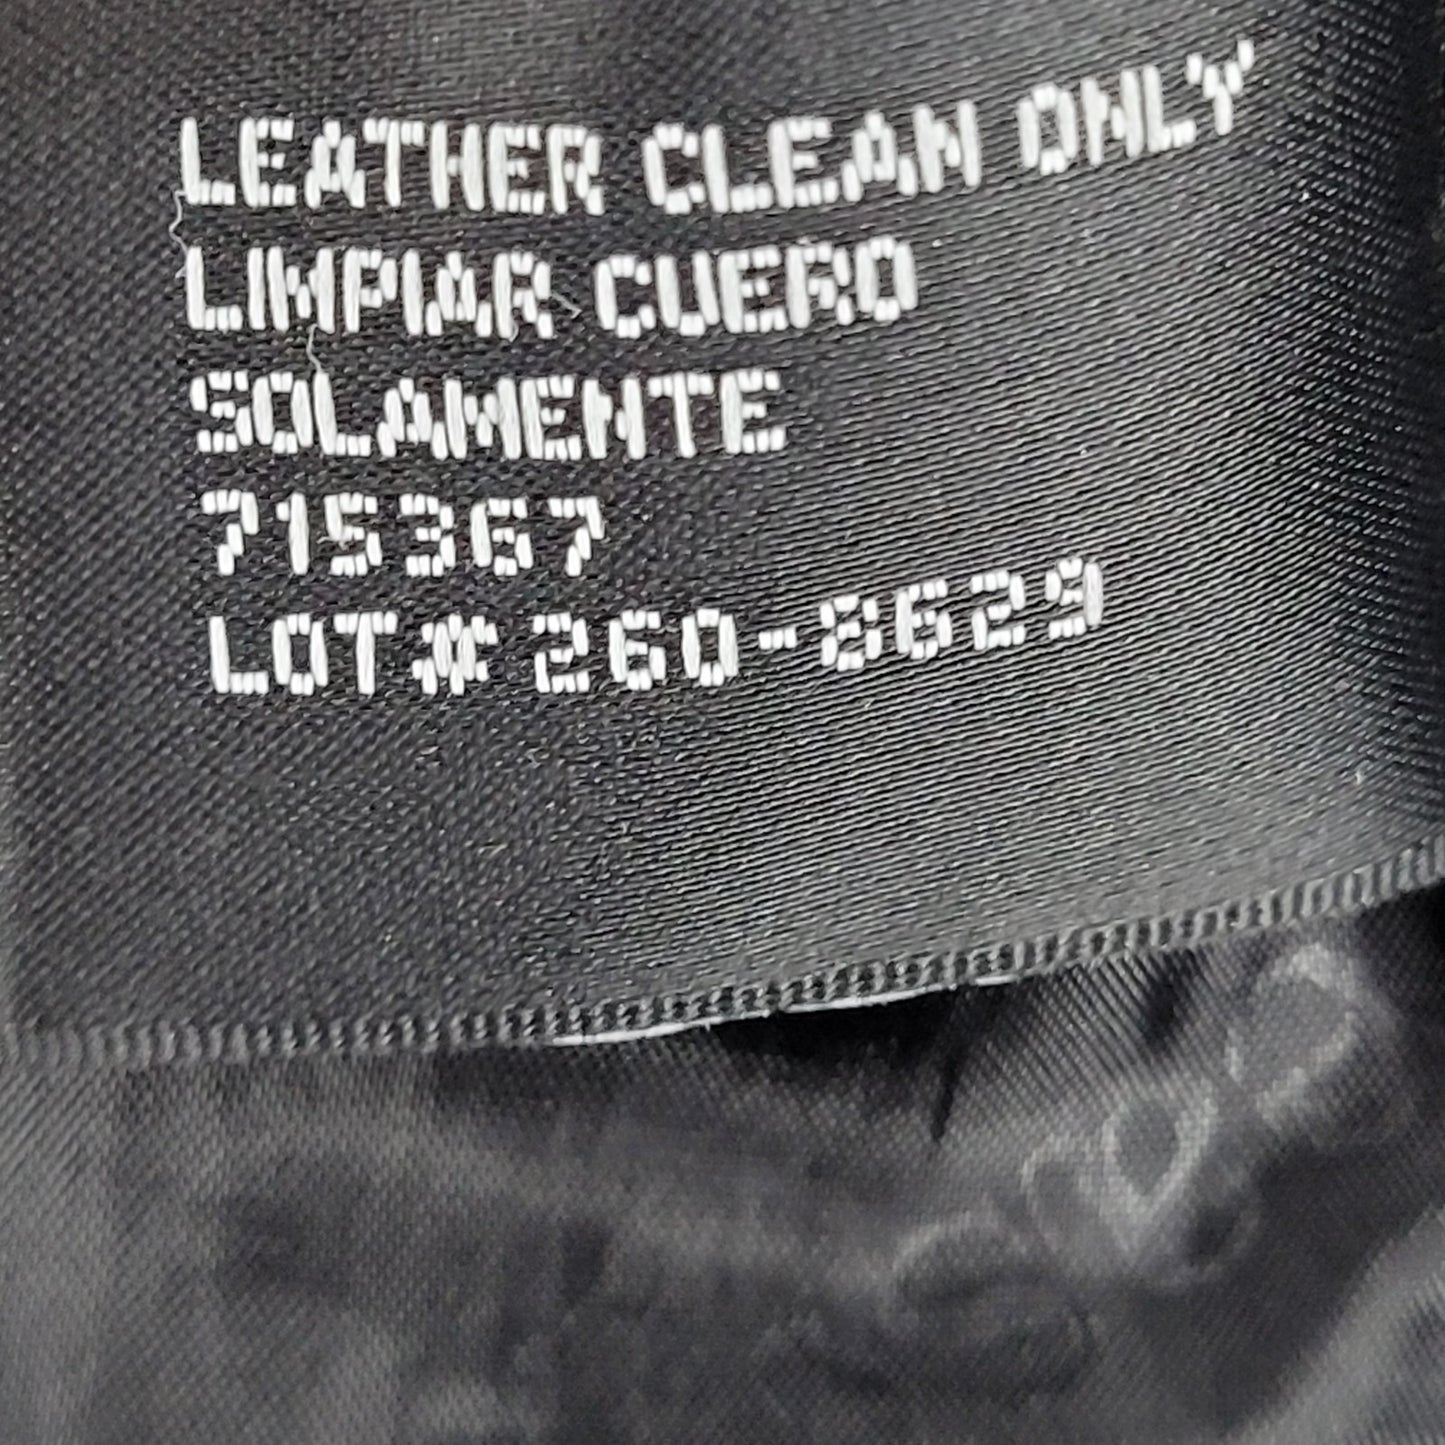 LEATHER CLEAN ONLY
LIMPIAR CUERO
SOLAMENTE
715367
LOT# 260-8629